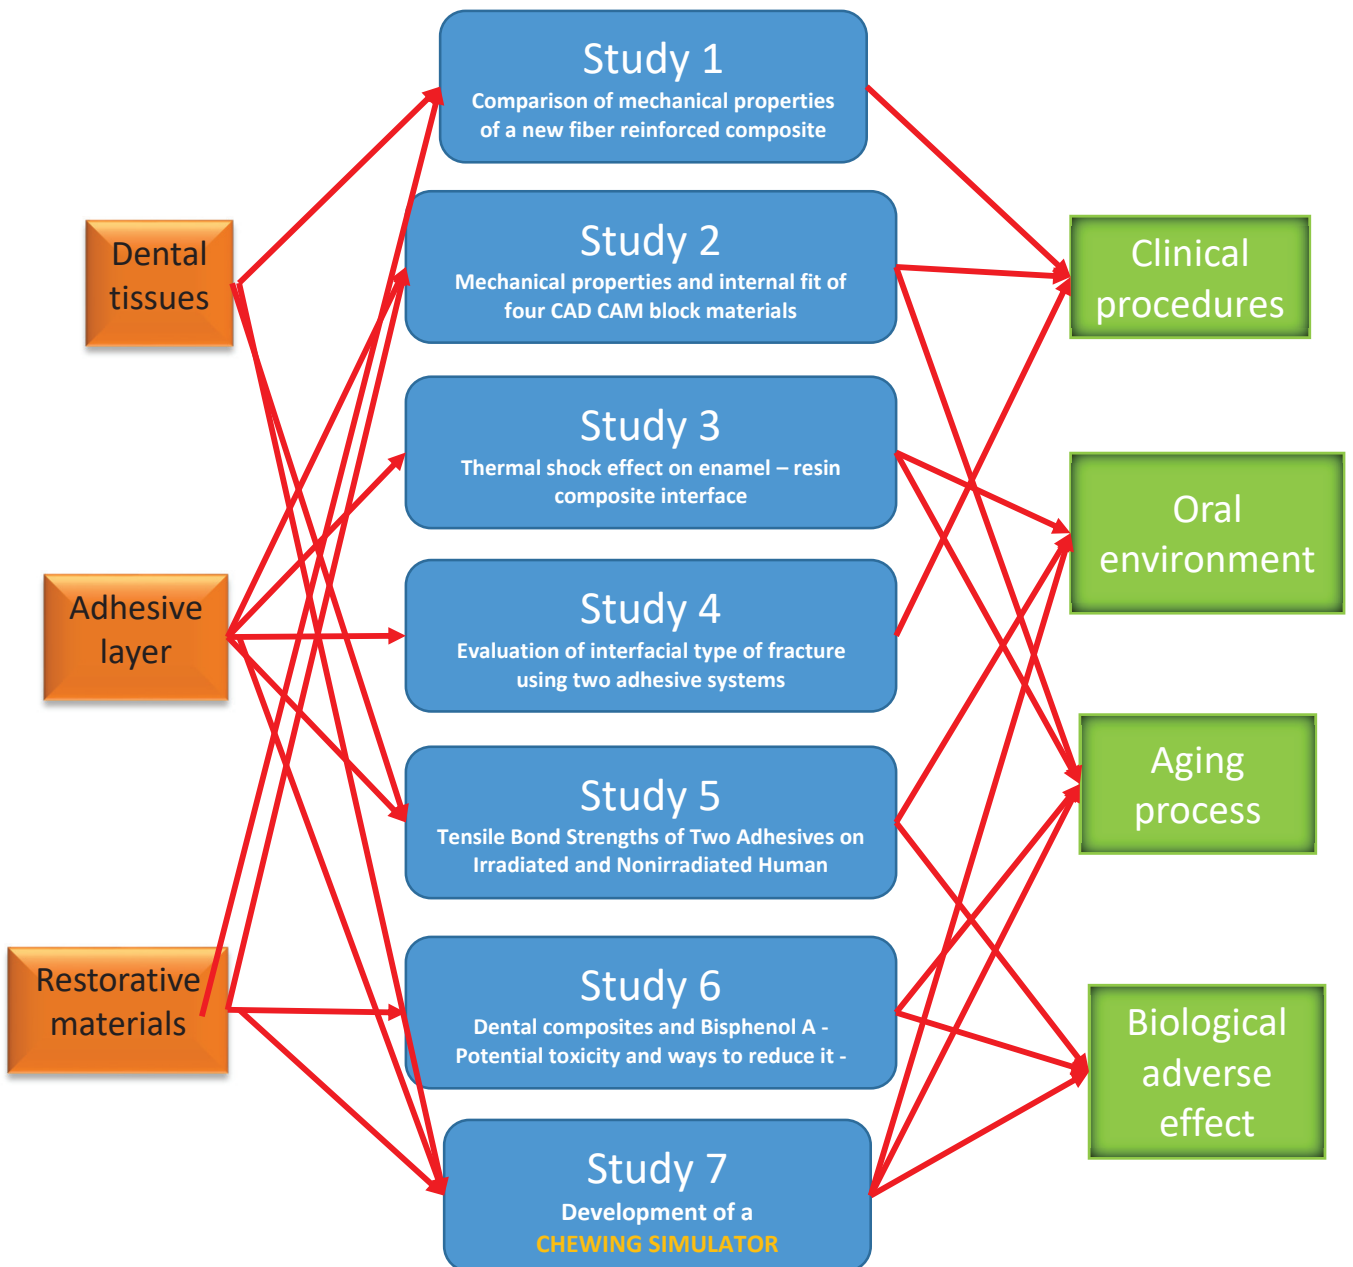 Study 1
Comparison of mechanical properties
of a new fiber reinforced composite
Study 2
Mechanical properties and internal fit of
four CAD CAM block materials
Study 3
Thermal shock effect on enamel – resin
composite interface
Study 4
Evaluation of interfacial type of fracture
using two adhesive systems
Study 5
Tensile Bond Strengths of Two Adhesives on
Irradiated and Nonirradiated Human
Study 6
Dental composites and Bisphenol A -
Potential toxicity and ways to reduce it -
Study 7
Development of a
CHEWING SIMULATOR
Dental
tissues
Adhesive
layer
Restorative
materials
Clinical
procedures
Oral
environment
Aging
process
Biological
adverse
effect